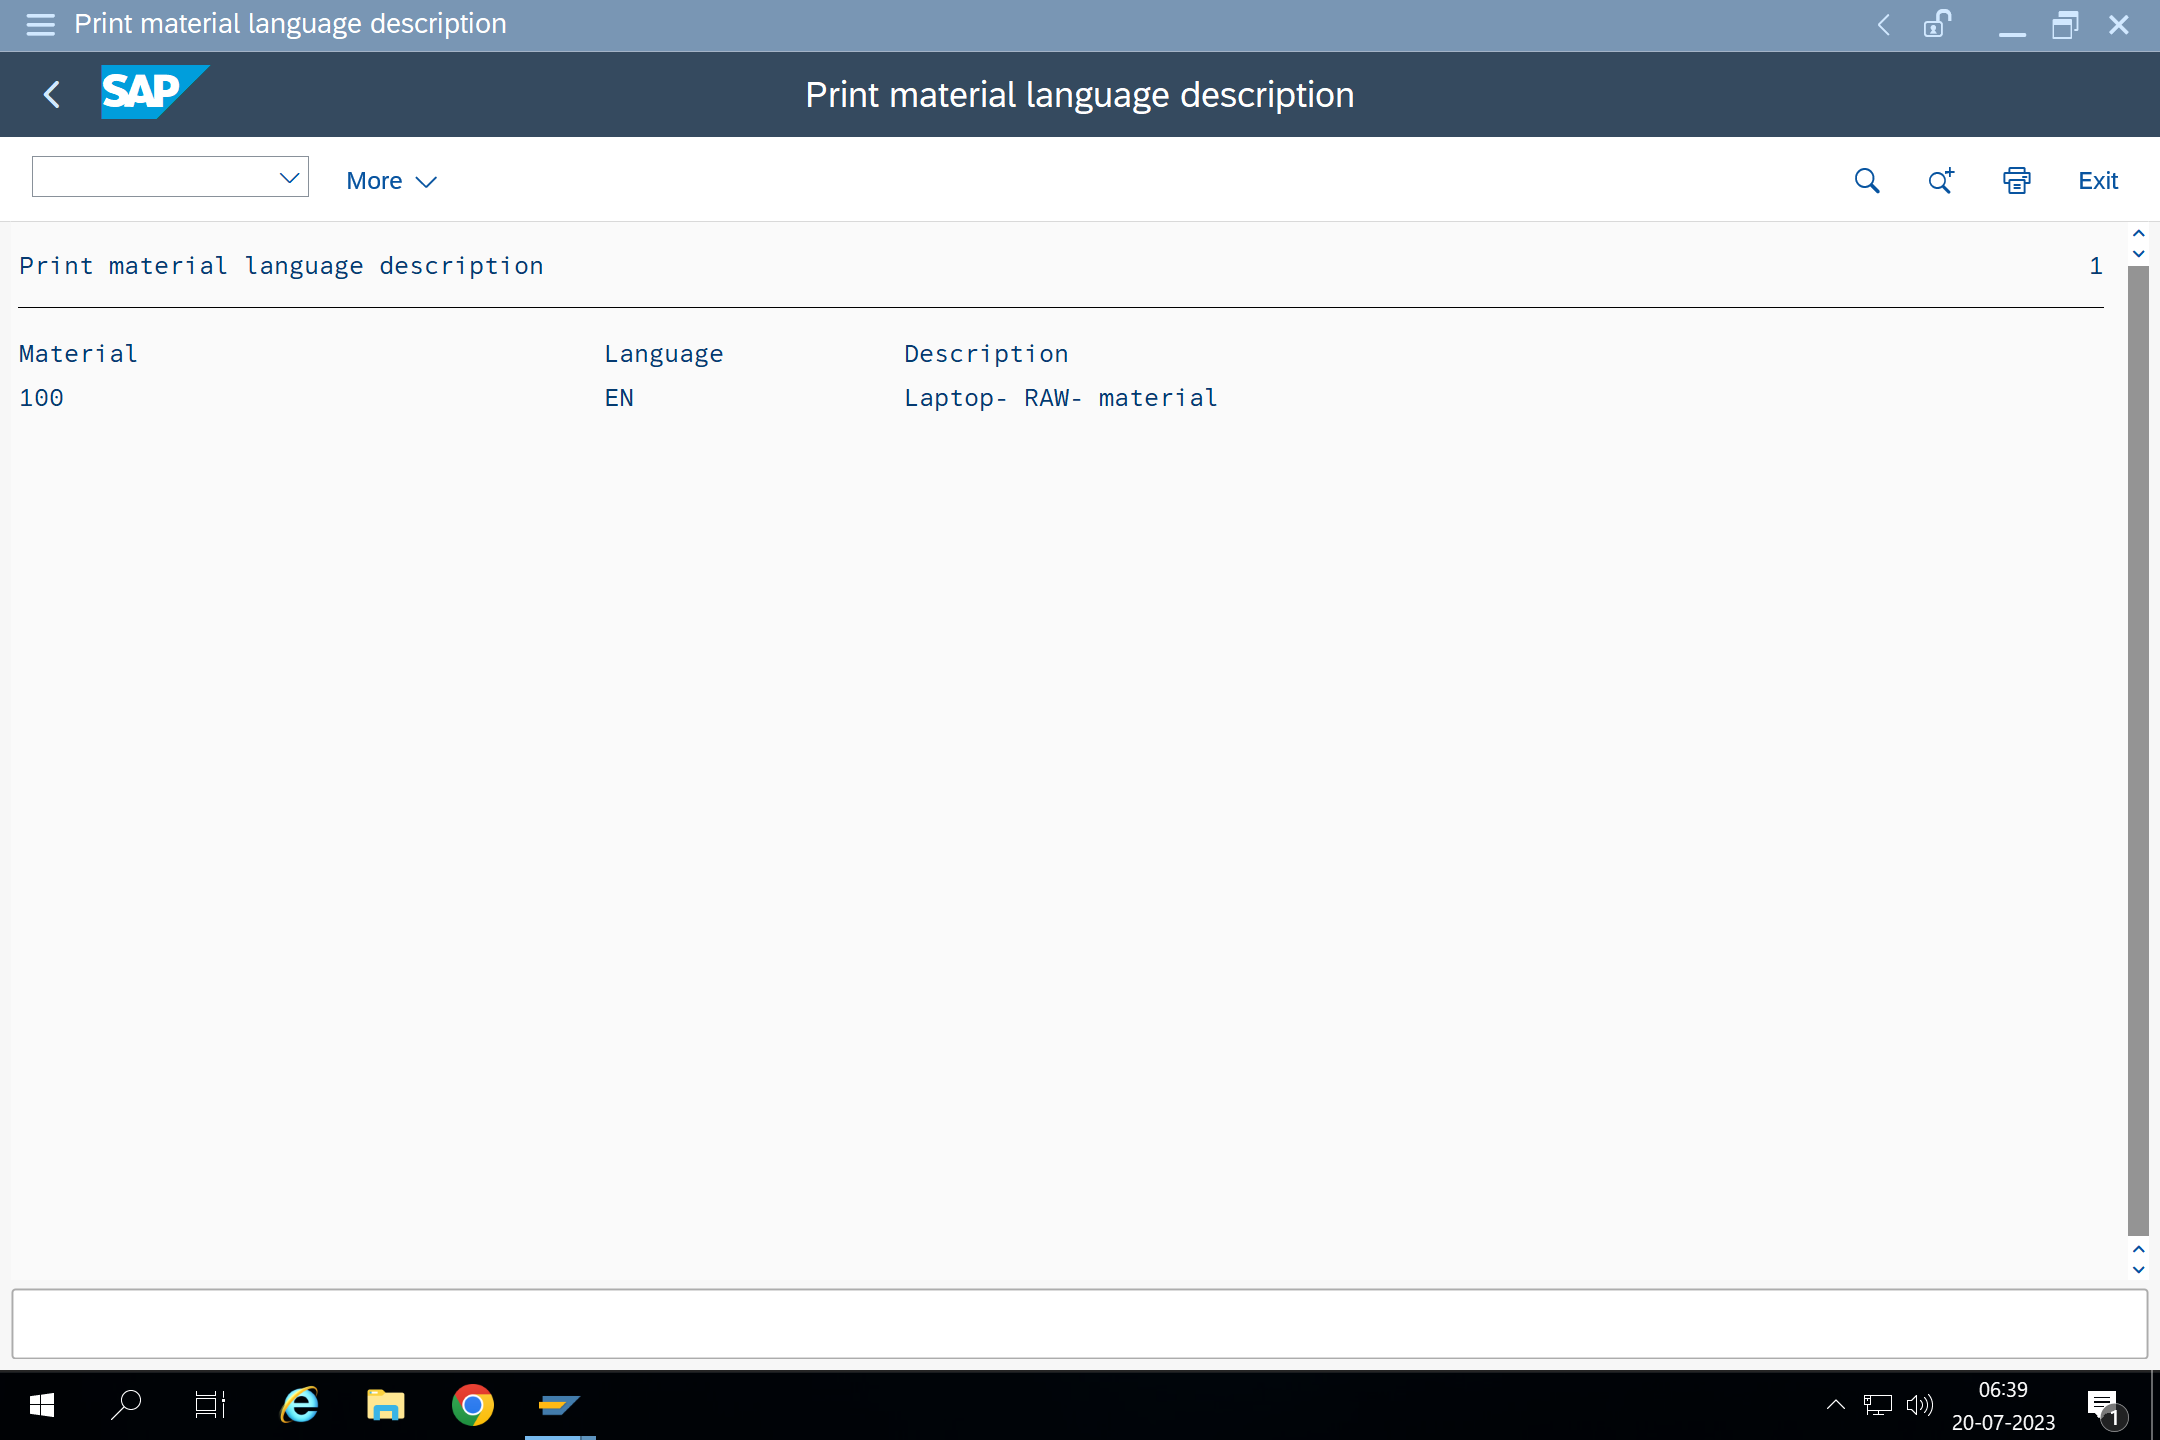 Print material language description
SAP
Print material language description
More
Exit
Print material language description 1
Material Language Description
100 EN Laptop- RAW- material
06:39
20-07-2023
1